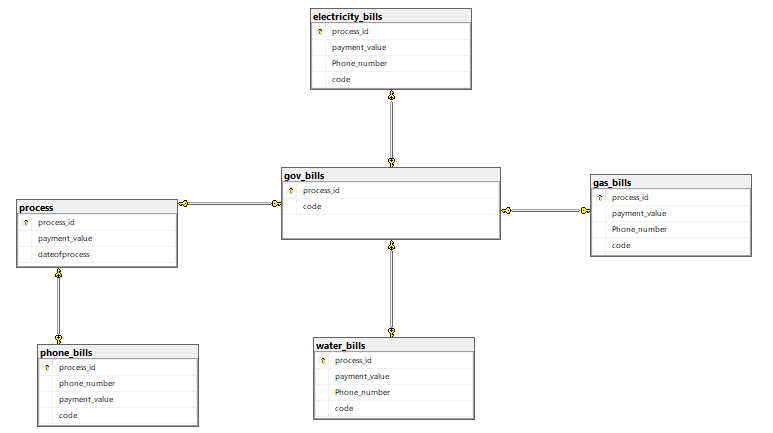 electricity_bills
process_id
payment_value
Phone_number
code
gov_bills
process_id
code
gas_bills
process_id
payment_value
Phone_number
code
process
process_id
payment_value
dateofprocess
phone_bills
process_id
phone_number
payment_value
code
water_bills
process_id
payment_value
Phone_number
code